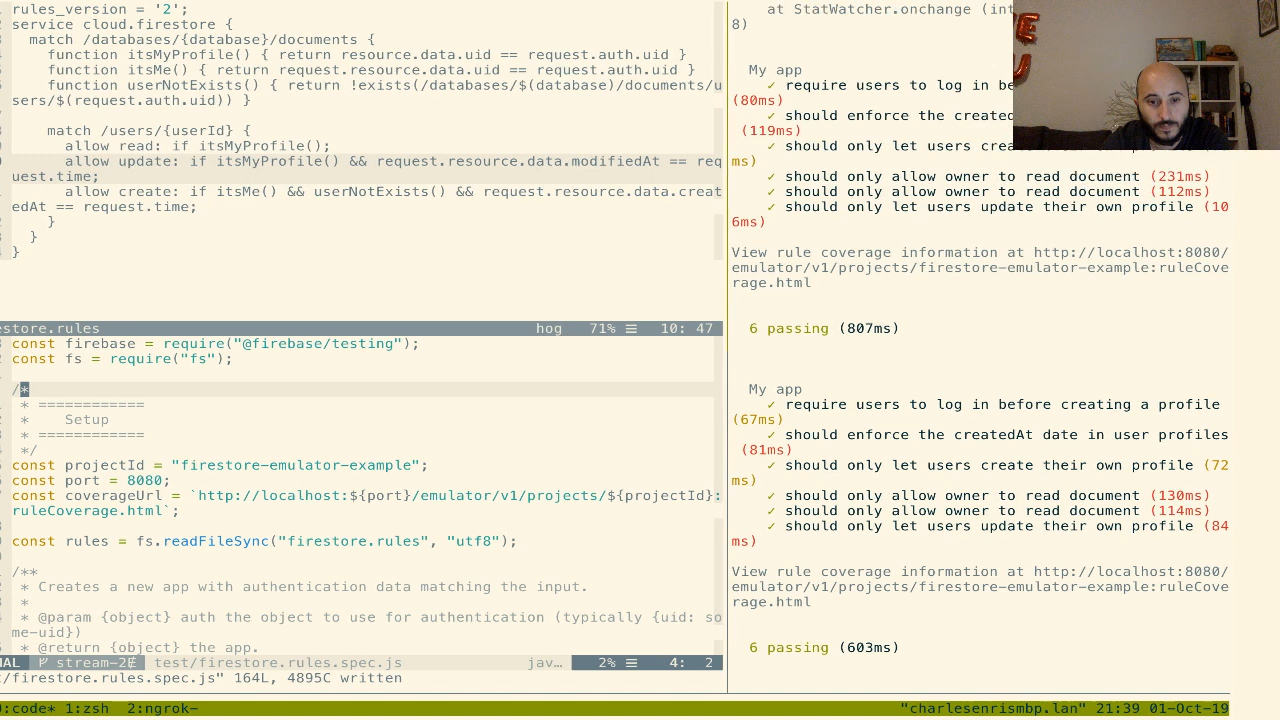 rules_version = '2';
service cloud.firestore {
  match /databases/{database}/documents {
    function itsMyProfile() { return resource.data.uid == request.auth.uid }
    function itsMe() { return request.resource.data.uid == request.auth.uid }
    function userNotExists() { return !exists(/databases/$(database)/documents/u
sers/$(request.auth.uid)) }
    match /users/{userId} {
      allow read: if itsMyProfile();
      allow update: if itsMyProfile() && request.resource.data.modifiedAt == req
uest.time;
      allow create: if itsMe() && userNotExists() && request.resource.data.creat
edAt == request.time;
    }
  }
}
estore.rules hog 71% ☰ 10: 47
const firebase = require("@firebase/testing");
const fs = require("fs");
/*
 * ============
 *    Setup
 * ============
 */
const projectId = "firestore-emulator-example";
const port = 8080;
const coverageUrl = `http://localhost:${port}/emulator/v1/projects/${projectId}:
ruleCoverage.html`;
const rules = fs.readFileSync("firestore.rules", "utf8");
/**
 * Creates a new app with authentication data matching the input.
 *
 * @param {object} auth the object to use for authentication (typically {uid: so
me-uid})
 * @return {object} the app.
AL stream-2 test/firestore.rules.spec.js jav… 2% ☰ 4: 2
/firestore.rules.spec.js" 164L, 4895C written
    at StatWatcher.onchange (int
8)
  My app
    ✓ require users to log in be
(80ms)
    ✓ should enforce the created
 (119ms)
    ✓ should only let users crea
ms)
    ✓ should only allow owner to read document (231ms)
    ✓ should only allow owner to read document (112ms)
    ✓ should only let users update their own profile (10
6ms)
View rule coverage information at http://localhost:8080/
emulator/v1/projects/firestore-emulator-example:ruleCove
rage.html
  6 passing (807ms)
  My app
    ✓ require users to log in before creating a profile
(67ms)
    ✓ should enforce the createdAt date in user profiles
 (81ms)
    ✓ should only let users create their own profile (72
ms)
    ✓ should only allow owner to read document (130ms)
    ✓ should only allow owner to read document (114ms)
    ✓ should only let users update their own profile (84
ms)
View rule coverage information at http://localhost:8080/
emulator/v1/projects/firestore-emulator-example:ruleCove
rage.html
  6 passing (603ms)
:code* 1:zsh 2:ngrok- "charlesenrismbp.lan" 21:39 01-Oct-19